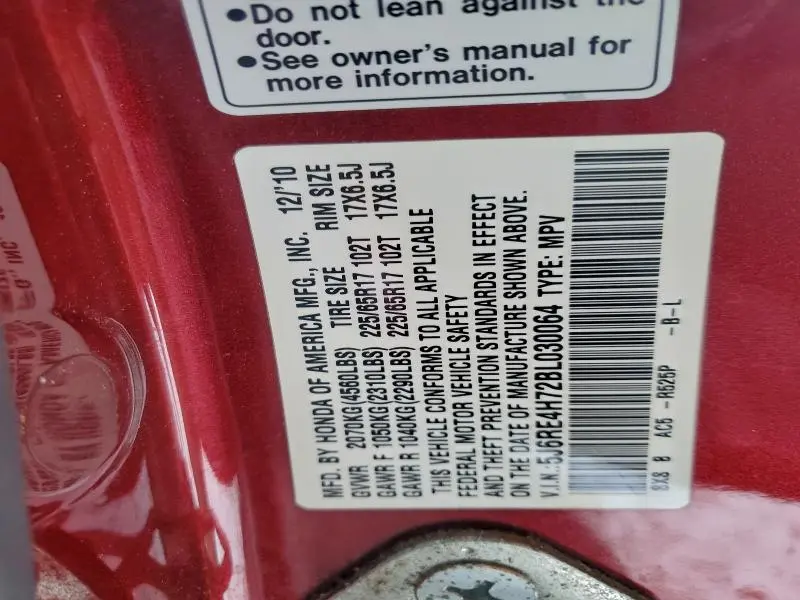 ●Do not lean against the
door.
●See owner's manual for
more information.
MFD. BY HONDA OF AMERICA MFG., INC. 12/'10
GVWR 2070KG(4560LBS) TIRE SIZE RIM SIZE
GAWR F 1050KG(2310LBS) 225/65R17 102T 17X6.5J
GAWR R 1040KG(2290LBS) 225/65R17 102T 17X6.5J
THIS VEHICLE CONFORMS TO ALL APPLICABLE
FEDERAL MOTOR VEHICLE SAFETY
AND THEFT PREVENTION STANDARDS IN EFFECT
ON THE DATE OF MANUFACTURE SHOWN ABOVE.
V.I.N.:5J6RE4H72BL030064 TYPE: MPV
SX8 B AC5 -R525P -B-L